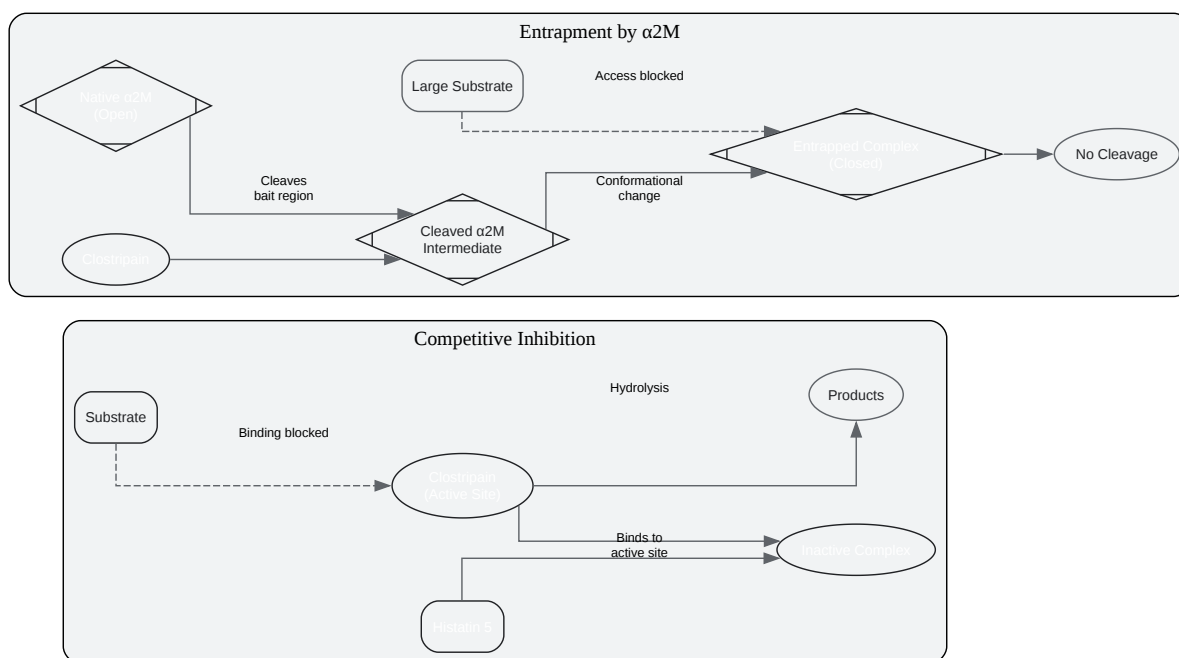 Entrapment by α2M
Native α2M
(Open)
Large Substrate
Access blocked
Entrapped Complex
(Closed)
No Cleavage
Cleaves
bait region
Conformational
change
Cleaved α2M
Intermediate
Clostripain
Competitive Inhibition
Substrate
Binding blocked
Hydrolysis
Products
Clostripain
(Active Site)
Binds to
active site
Inactive Complex
Histatin 5